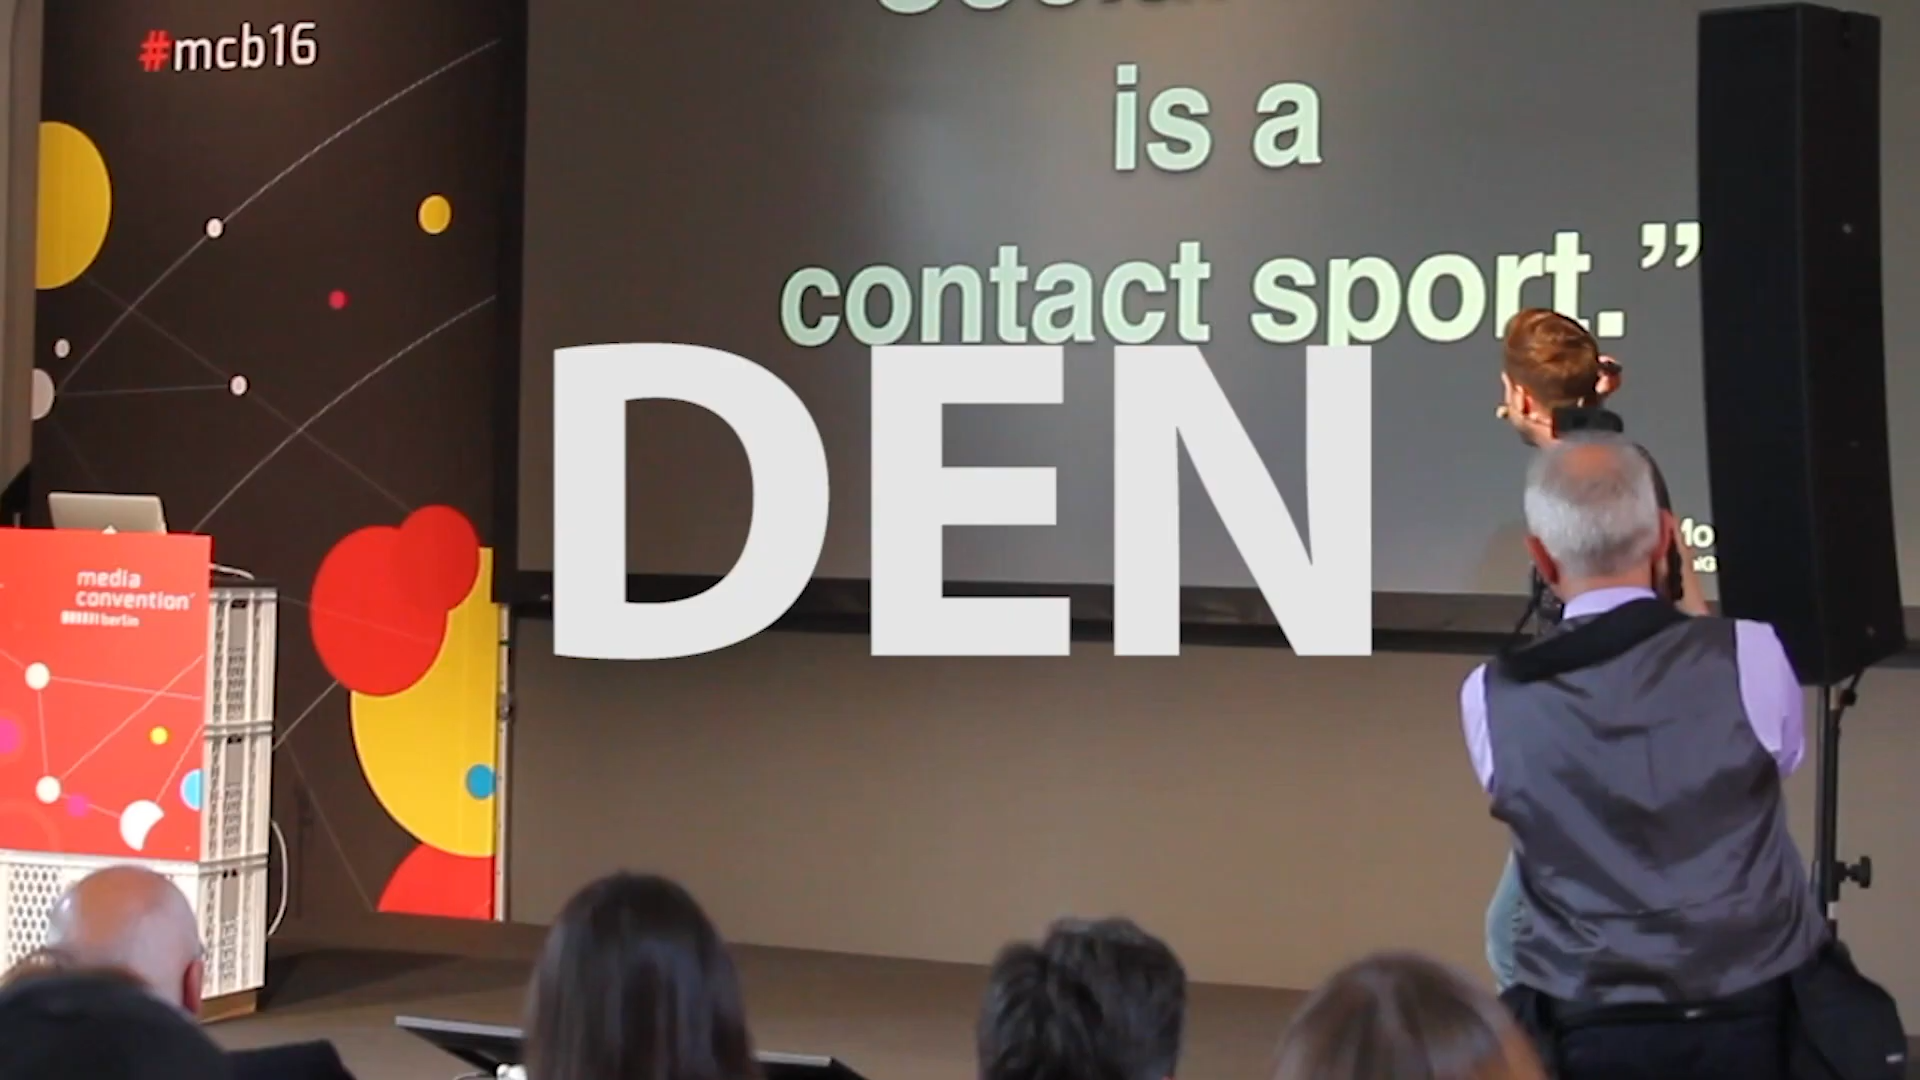 #mcb16
is a
contact sport.”
DEN
media
convention
berlin